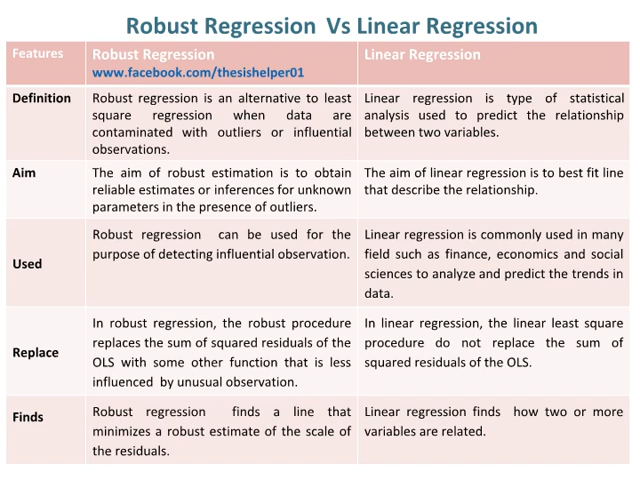 Robust Regression Vs Linear Regression
Features
Robust Regression
www.facebook.com/thesishelper01
Linear Regression
Definition
Robust regression is an alternative to least
square regression when data are
contaminated with outliers or influential
observations.
Linear regression is type of statistical
analysis used to predict the relationship
between two variables.
Aim
The aim of robust estimation is to obtain
reliable estimates or inferences for unknown
parameters in the presence of outliers.
The aim of linear regression is to best fit line
that describe the relationship.
Used
Robust regression can be used for the
purpose of detecting influential observation.
Linear regression is commonly used in many
field such as finance, economics and social
sciences to analyze and predict the trends in
data.
Replace
In robust regression, the robust procedure
replaces the sum of squared residuals of the
OLS with some other function that is less
influenced by unusual observation.
In linear regression, the linear least square
procedure do not replace the sum of
squared residuals of the OLS.
Finds
Robust regression finds a line that
minimizes a robust estimate of the scale of
the residuals.
Linear regression finds how two or more
variables are related.